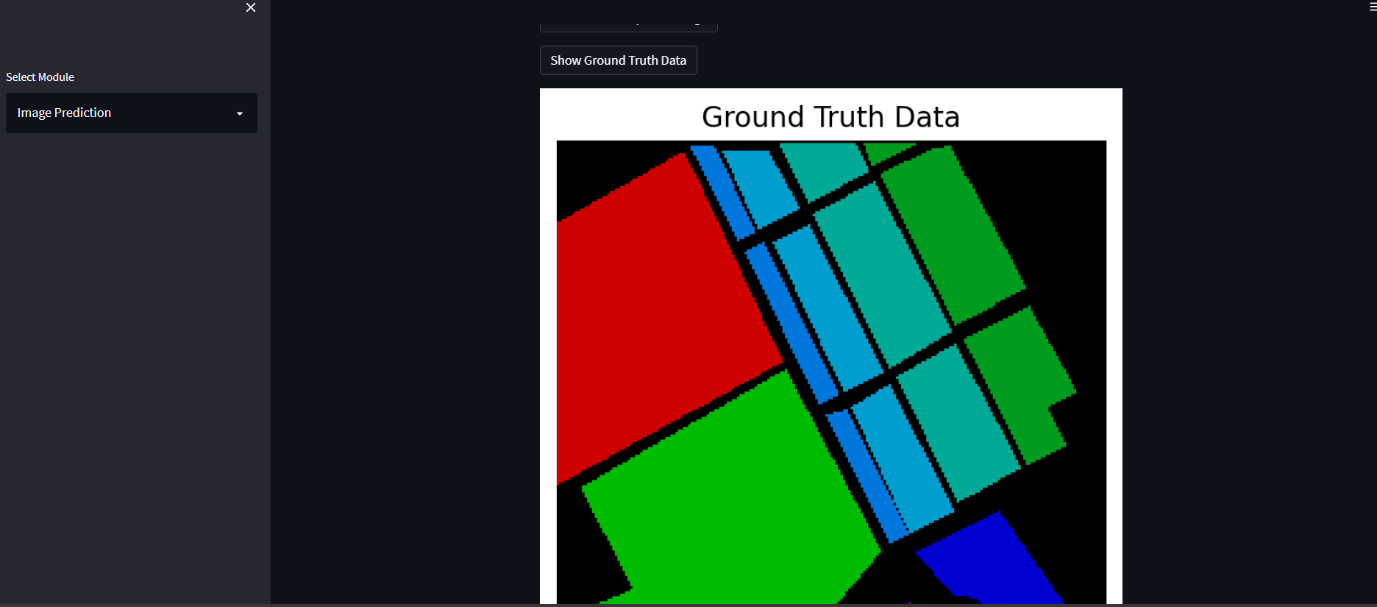 Select Module
Image Prediction
Show Ground Truth Data
Ground Truth Data